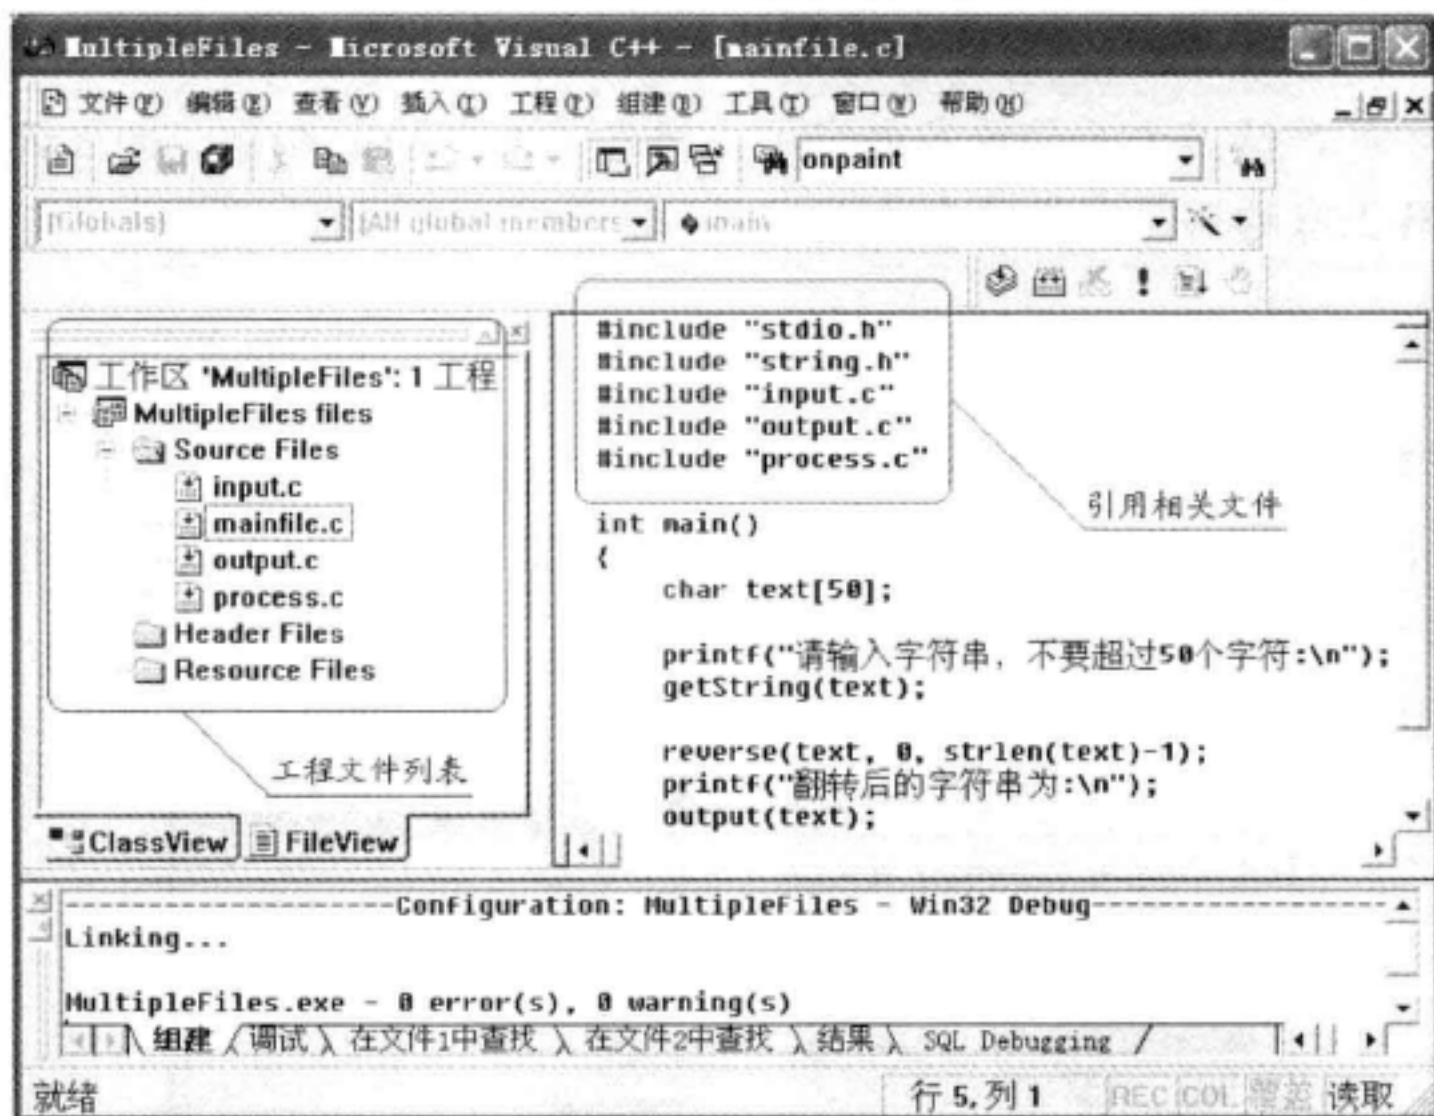 MultipleFiles - Microsoft Visual C++ - [mainfile.c]
文件(F) 编辑(E) 查看(V) 插入(I) 工程(P) 组建(B) 工具(T) 窗口(W) 帮助(H)
onpaint
(Globals) (All global members main
#include "stdio.h"
#include "string.h"
#include "input.c"
#include "output.c"
#include "process.c"
引用相关文件
int main()
{
char text[50];
printf("请输入字符串，不要超过50个字符:\n");
getString(text);
reverse(text, 0, strlen(text)-1);
printf("翻转后的字符串为:\n");
output(text);
工作区 'MultipleFiles': 1 工程
MultipleFiles files
Source Files
input.c
mainfile.c
output.c
process.c
Header Files
Resource Files
工程文件列表
ClassView FileView
--------------------Configuration: MultipleFiles - Win32 Debug--------------------
Linking...
MultipleFiles.exe - 0 error(s), 0 warning(s)
组建 调试 在文件1中查找 在文件2中查找 结果 SQL Debugging
就绪 行 5, 列 1 REC COL 读取